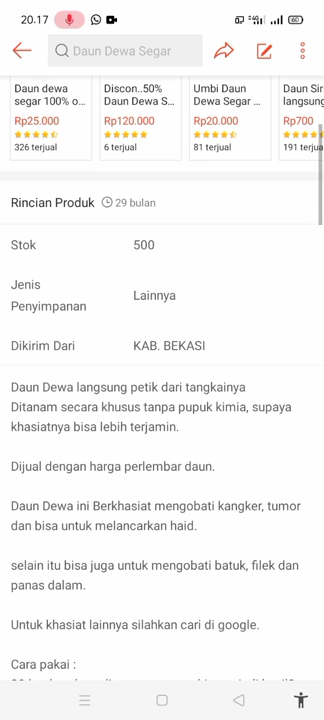 20.17
60
Daun Dewa Segar
Daun dewa
segar 100% o...
Rp25.000
326 terjual
Discon..50%
Daun Dewa S...
Rp120.000
6 terjual
Umbi Daun
Dewa Segar ...
Rp20.000
81 terjual
Daun Sir
langsung
Rp700
191 terjua
Rincian Produk 29 bulan
Stok 500
Jenis
Penyimpanan
Lainnya
Dikirim Dari KAB. BEKASI
Daun Dewa langsung petik dari tangkainya
Ditanam secara khusus tanpa pupuk kimia, supaya
khasiatnya bisa lebih terjamin.
Dijual dengan harga perlembar daun.
Daun Dewa ini Berkhasiat mengobati kangker, tumor
dan bisa untuk melancarkan haid.
selain itu bisa juga untuk mengobati batuk, filek dan
panas dalam.
Untuk khasiat lainnya silahkan cari di google.
Cara pakai :